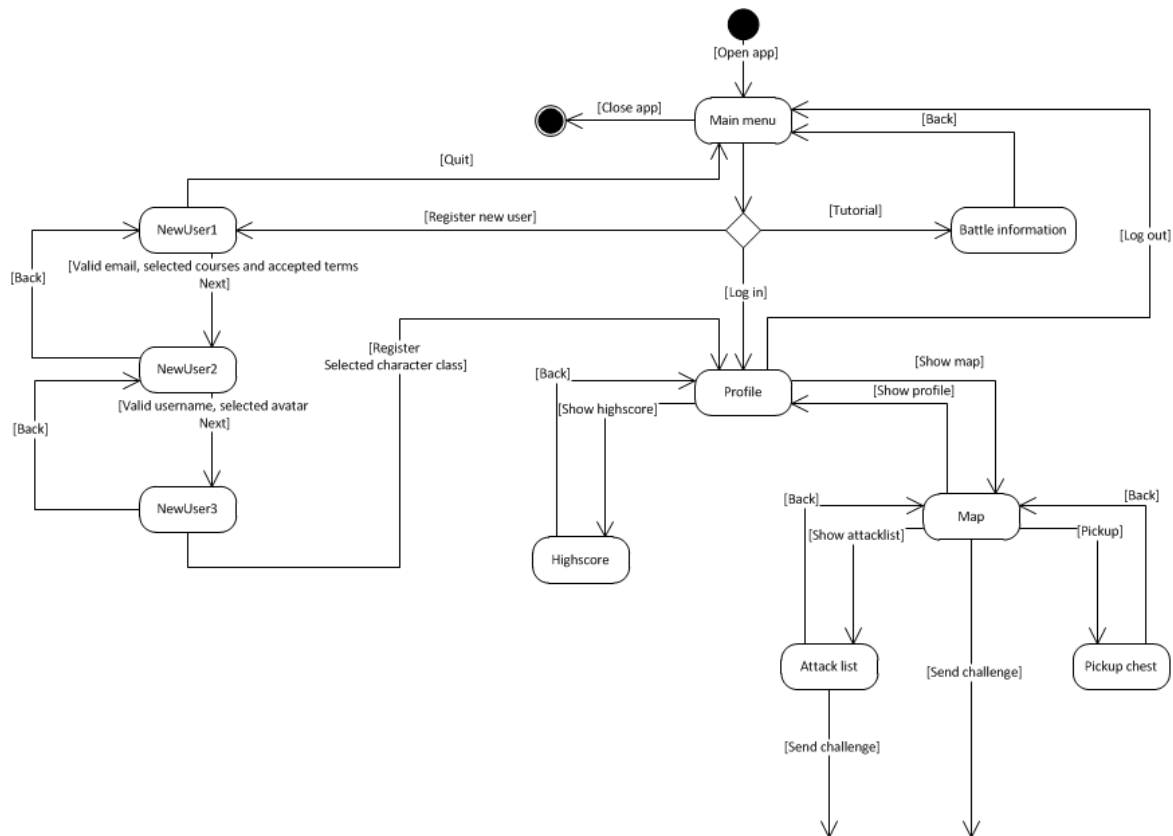 [Open app]
[Close app]
Main menu
[Back]
[Quit]
[Register new user]
[Tutorial]
NewUser1
Battle information
[Log out]
[Valid email, selected courses and accepted terms
Next]
[Back]
[Log in]
[Register
Selected character class]
NewUser2
[Show map]
[Back]
Profile
[Show profile]
[Valid username, selected avatar
Next]
[Show highscore]
[Back]
NewUser3
[Back]
[Back]
Map
[Show attacklist]
[Pickup]
Highscore
Attack list
Pickup chest
[Send challenge]
[Send challenge]